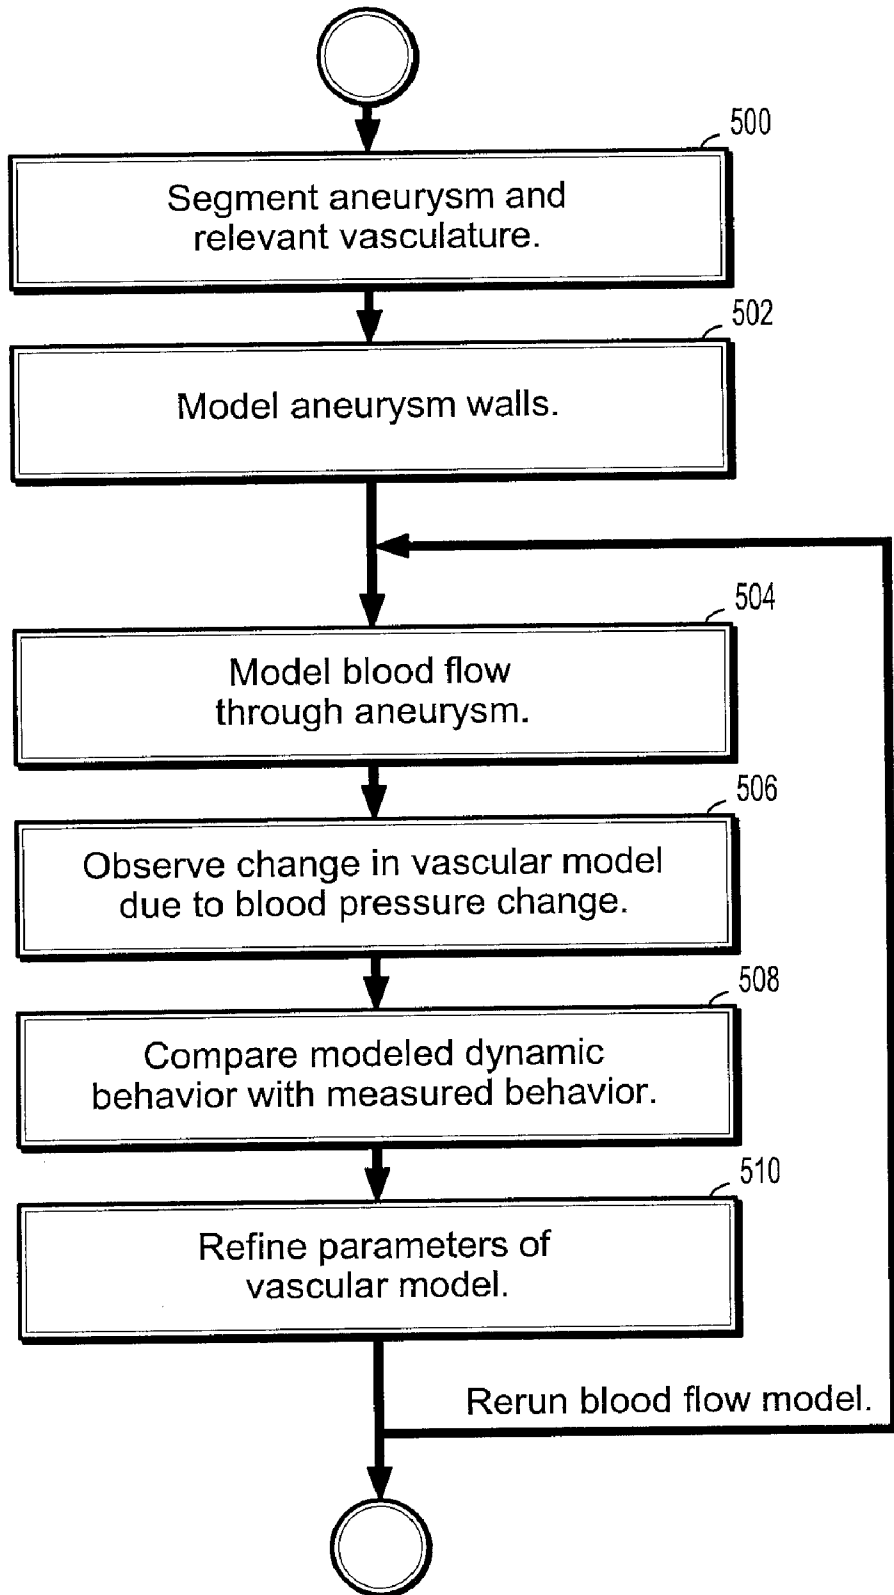 500
Segment aneurysm and
relevant vasculature.
502
Model aneurysm walls.
504
Model blood flow
through aneurysm.
506
Observe change in vascular model
due to blood pressure change.
508
Compare modeled dynamic
behavior with measured behavior.
510
Refine parameters of
vascular model.
Rerun blood flow model.